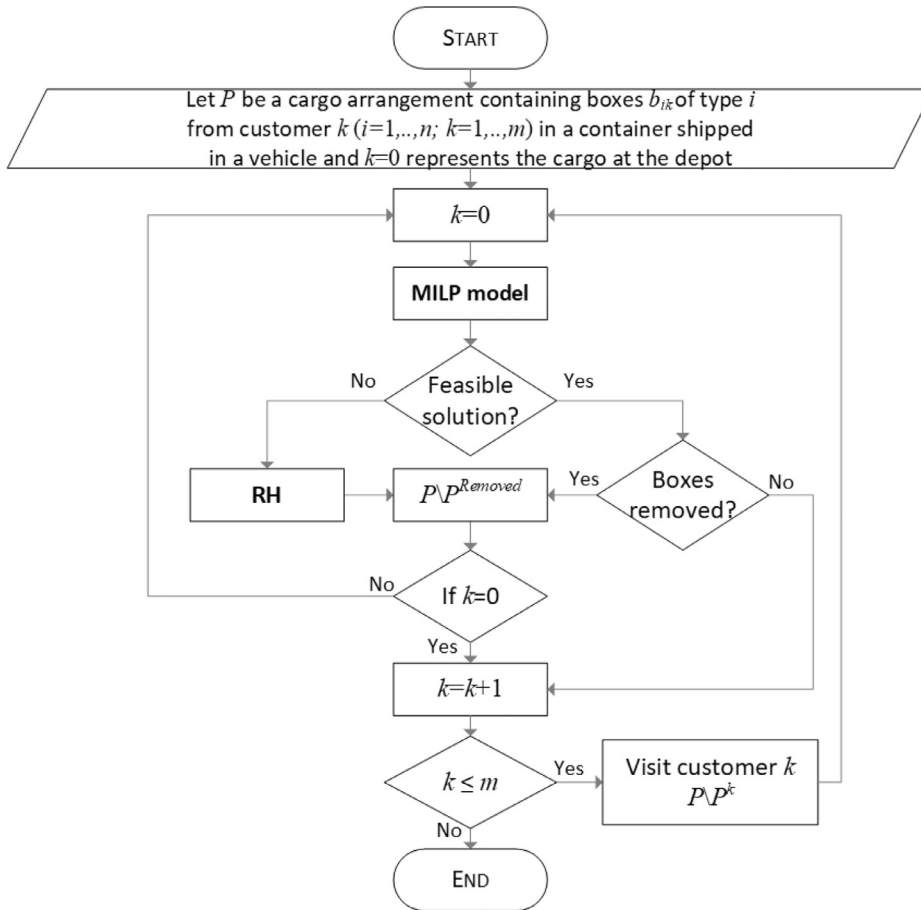 START
Let P be a cargo arrangement containing boxes bᵢₖ of type i
from customer k (i=1,..,n; k=1,..,m) in a container shipped
in a vehicle and k=0 represents the cargo at the depot
k=0
MILP model
No
Feasible
solution?
Yes
RH
P\P^Removed
Yes
Boxes
removed?
No
No
If k=0
Yes
k=k+1
k ≤ m
Yes
Visit customer k
P\P^k
No
END